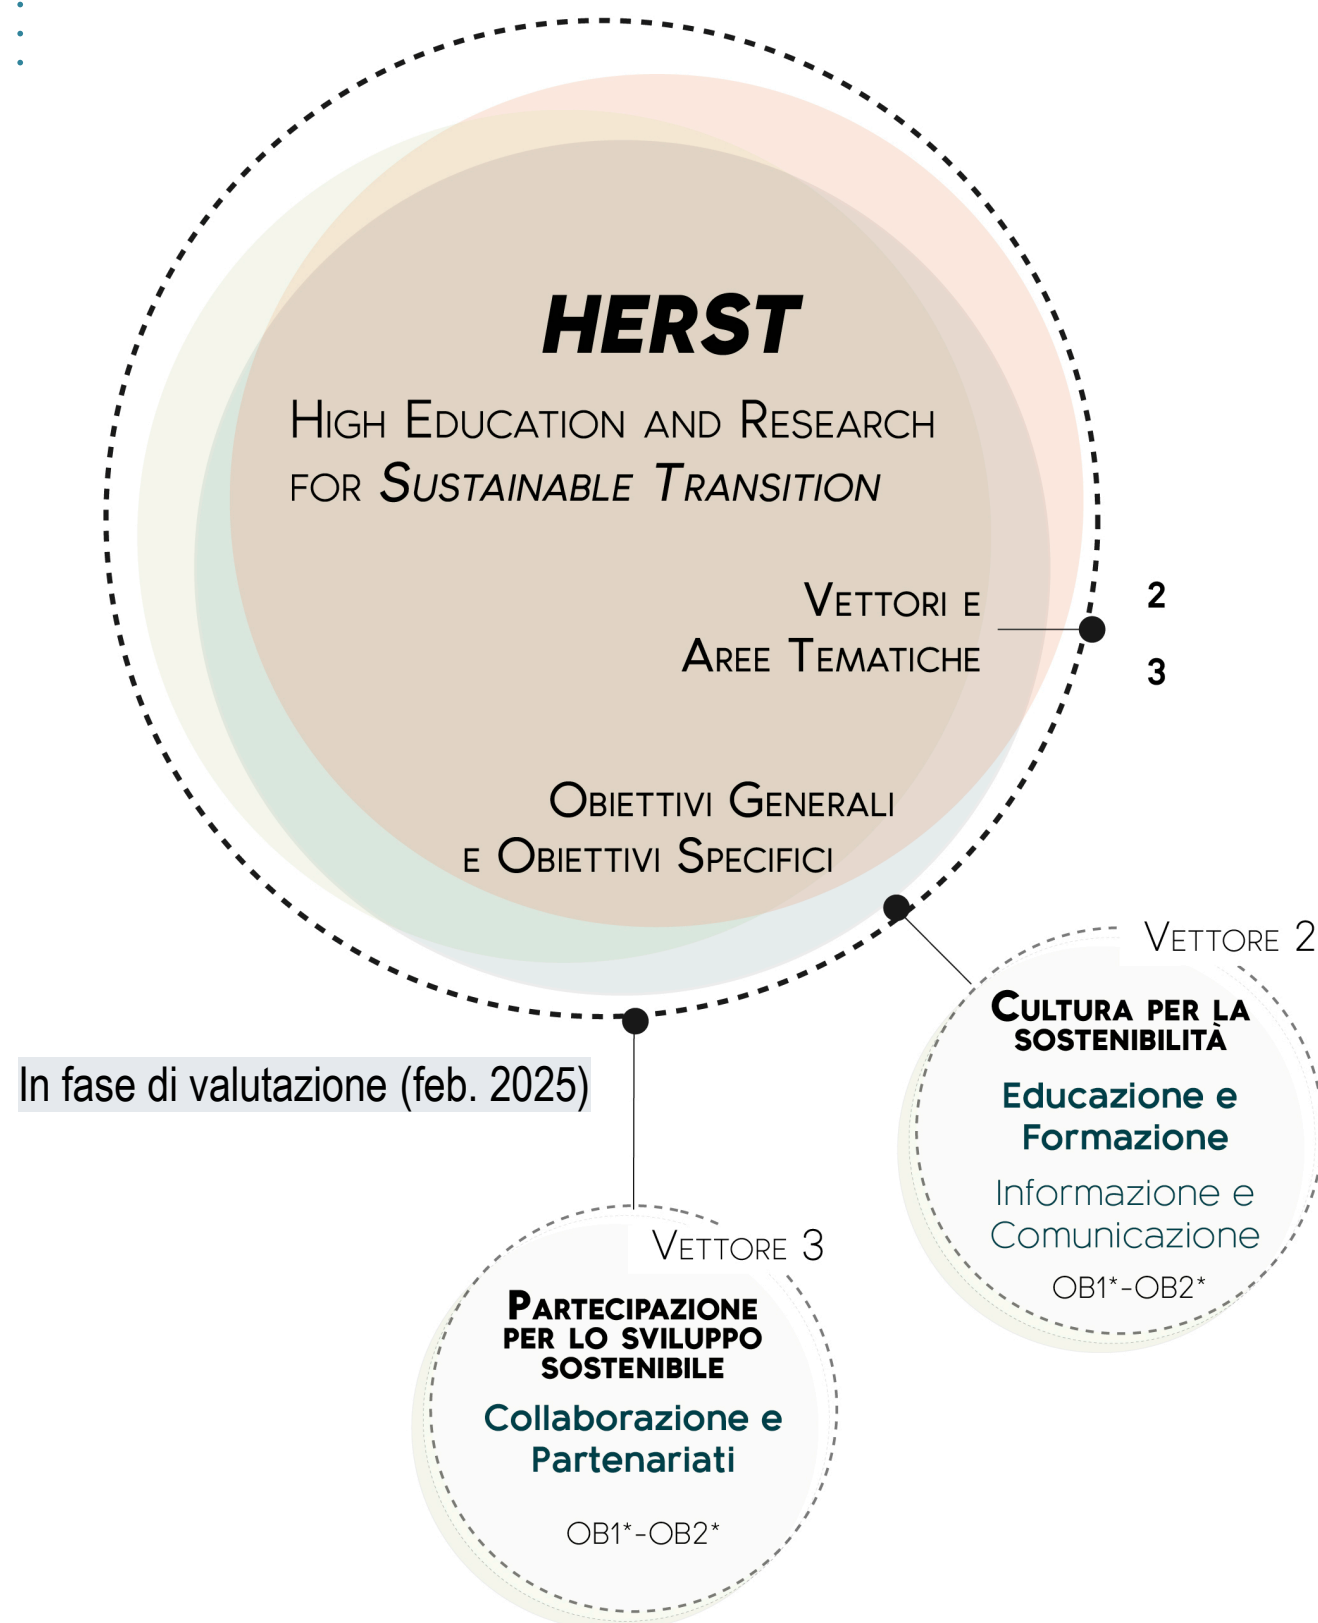 HERST
HIGH EDUCATION AND RESEARCH
FOR SUSTAINABLE TRANSITION
VETTORI E
AREE TEMATICHE
2
3
OBIETTIVI GENERALI
E OBIETTIVI SPECIFICI
VETTORE 2
CULTURA PER LA
SOSTENIBILITÀ
Educazione e
Formazione
Informazione e
Comunicazione
OB1*-OB2*
In fase di valutazione (feb. 2025)
VETTORE 3
PARTECIPAZIONE
PER LO SVILUPPO
SOSTENIBILE
Collaborazione e
Partenariati
OB1*-OB2*